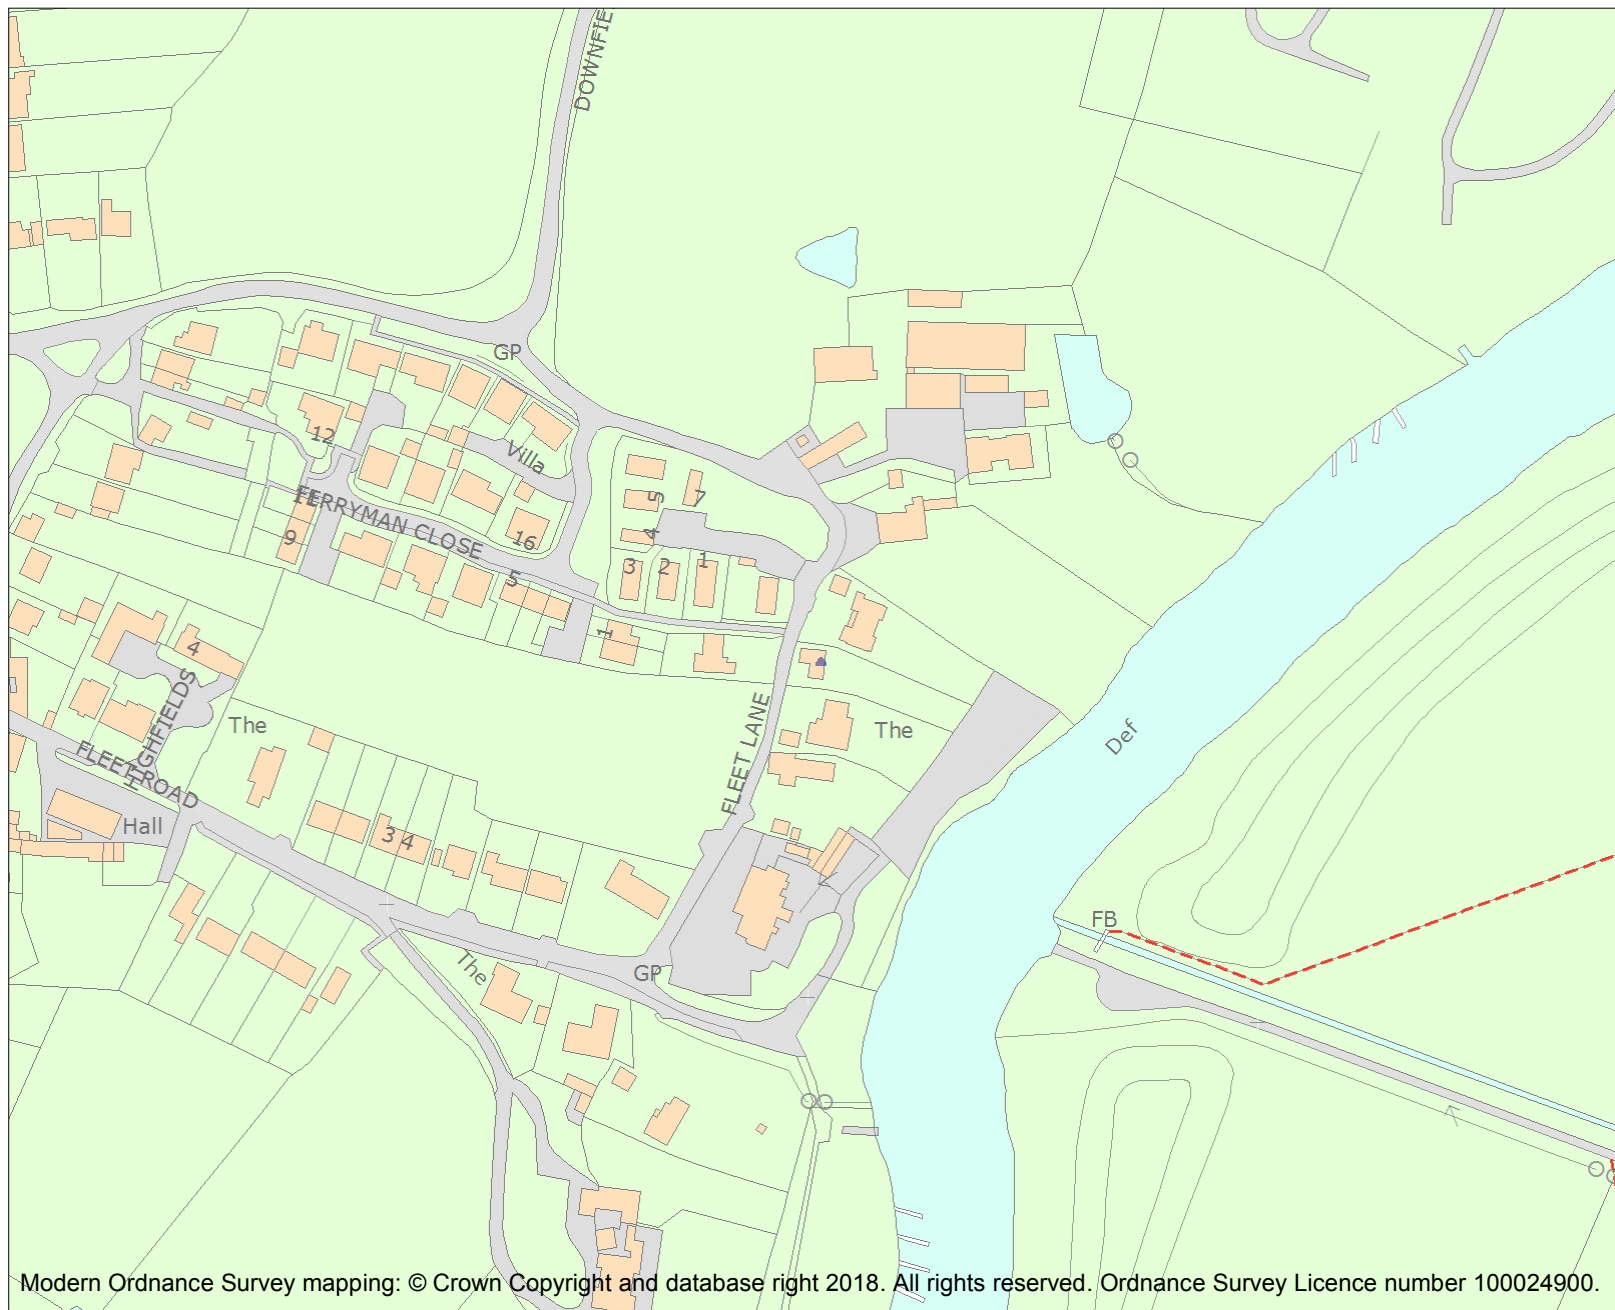 DOWNFIE
GP
Villa
12
11
FERRYMAN CLOSE
9
16
5
7
4
3
2
1
5
1
4
HIGHFIELDS
The
FLEET LANE
The
Def
FLEET ROAD
Hall
3 4
FB
The
GP
Modern Ordnance Survey mapping: © Crown Copyright and database right 2018. All rights reserved. Ordnance Survey Licence number 100024900.